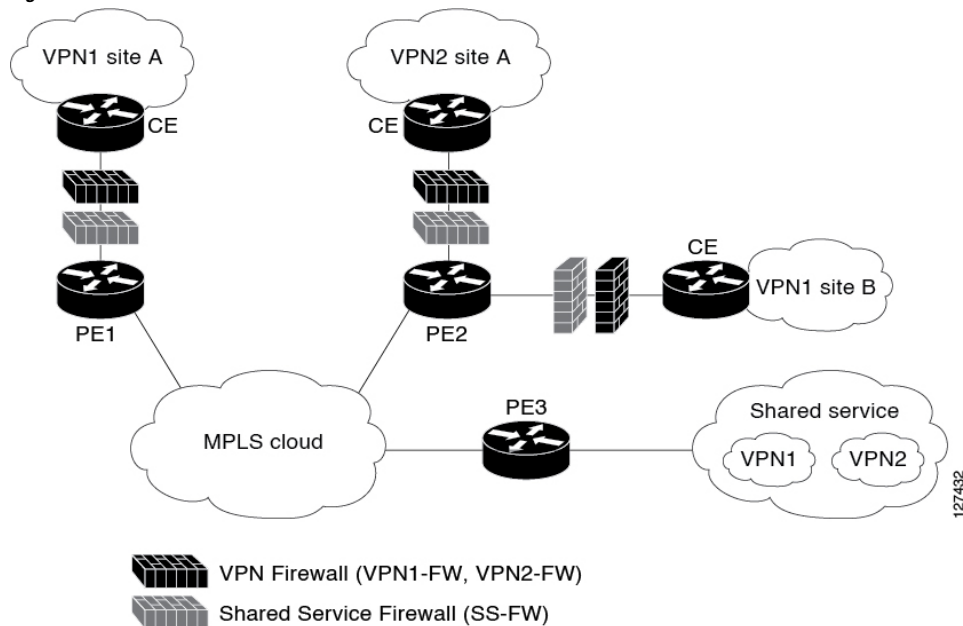 VPN1 site A
VPN2 site A
CE
CE
CE
VPN1 site B
PE1
PE2
PE3
MPLS cloud
Shared service
VPN1
VPN2
127432
VPN Firewall (VPN1-FW, VPN2-FW)
Shared Service Firewall (SS-FW)